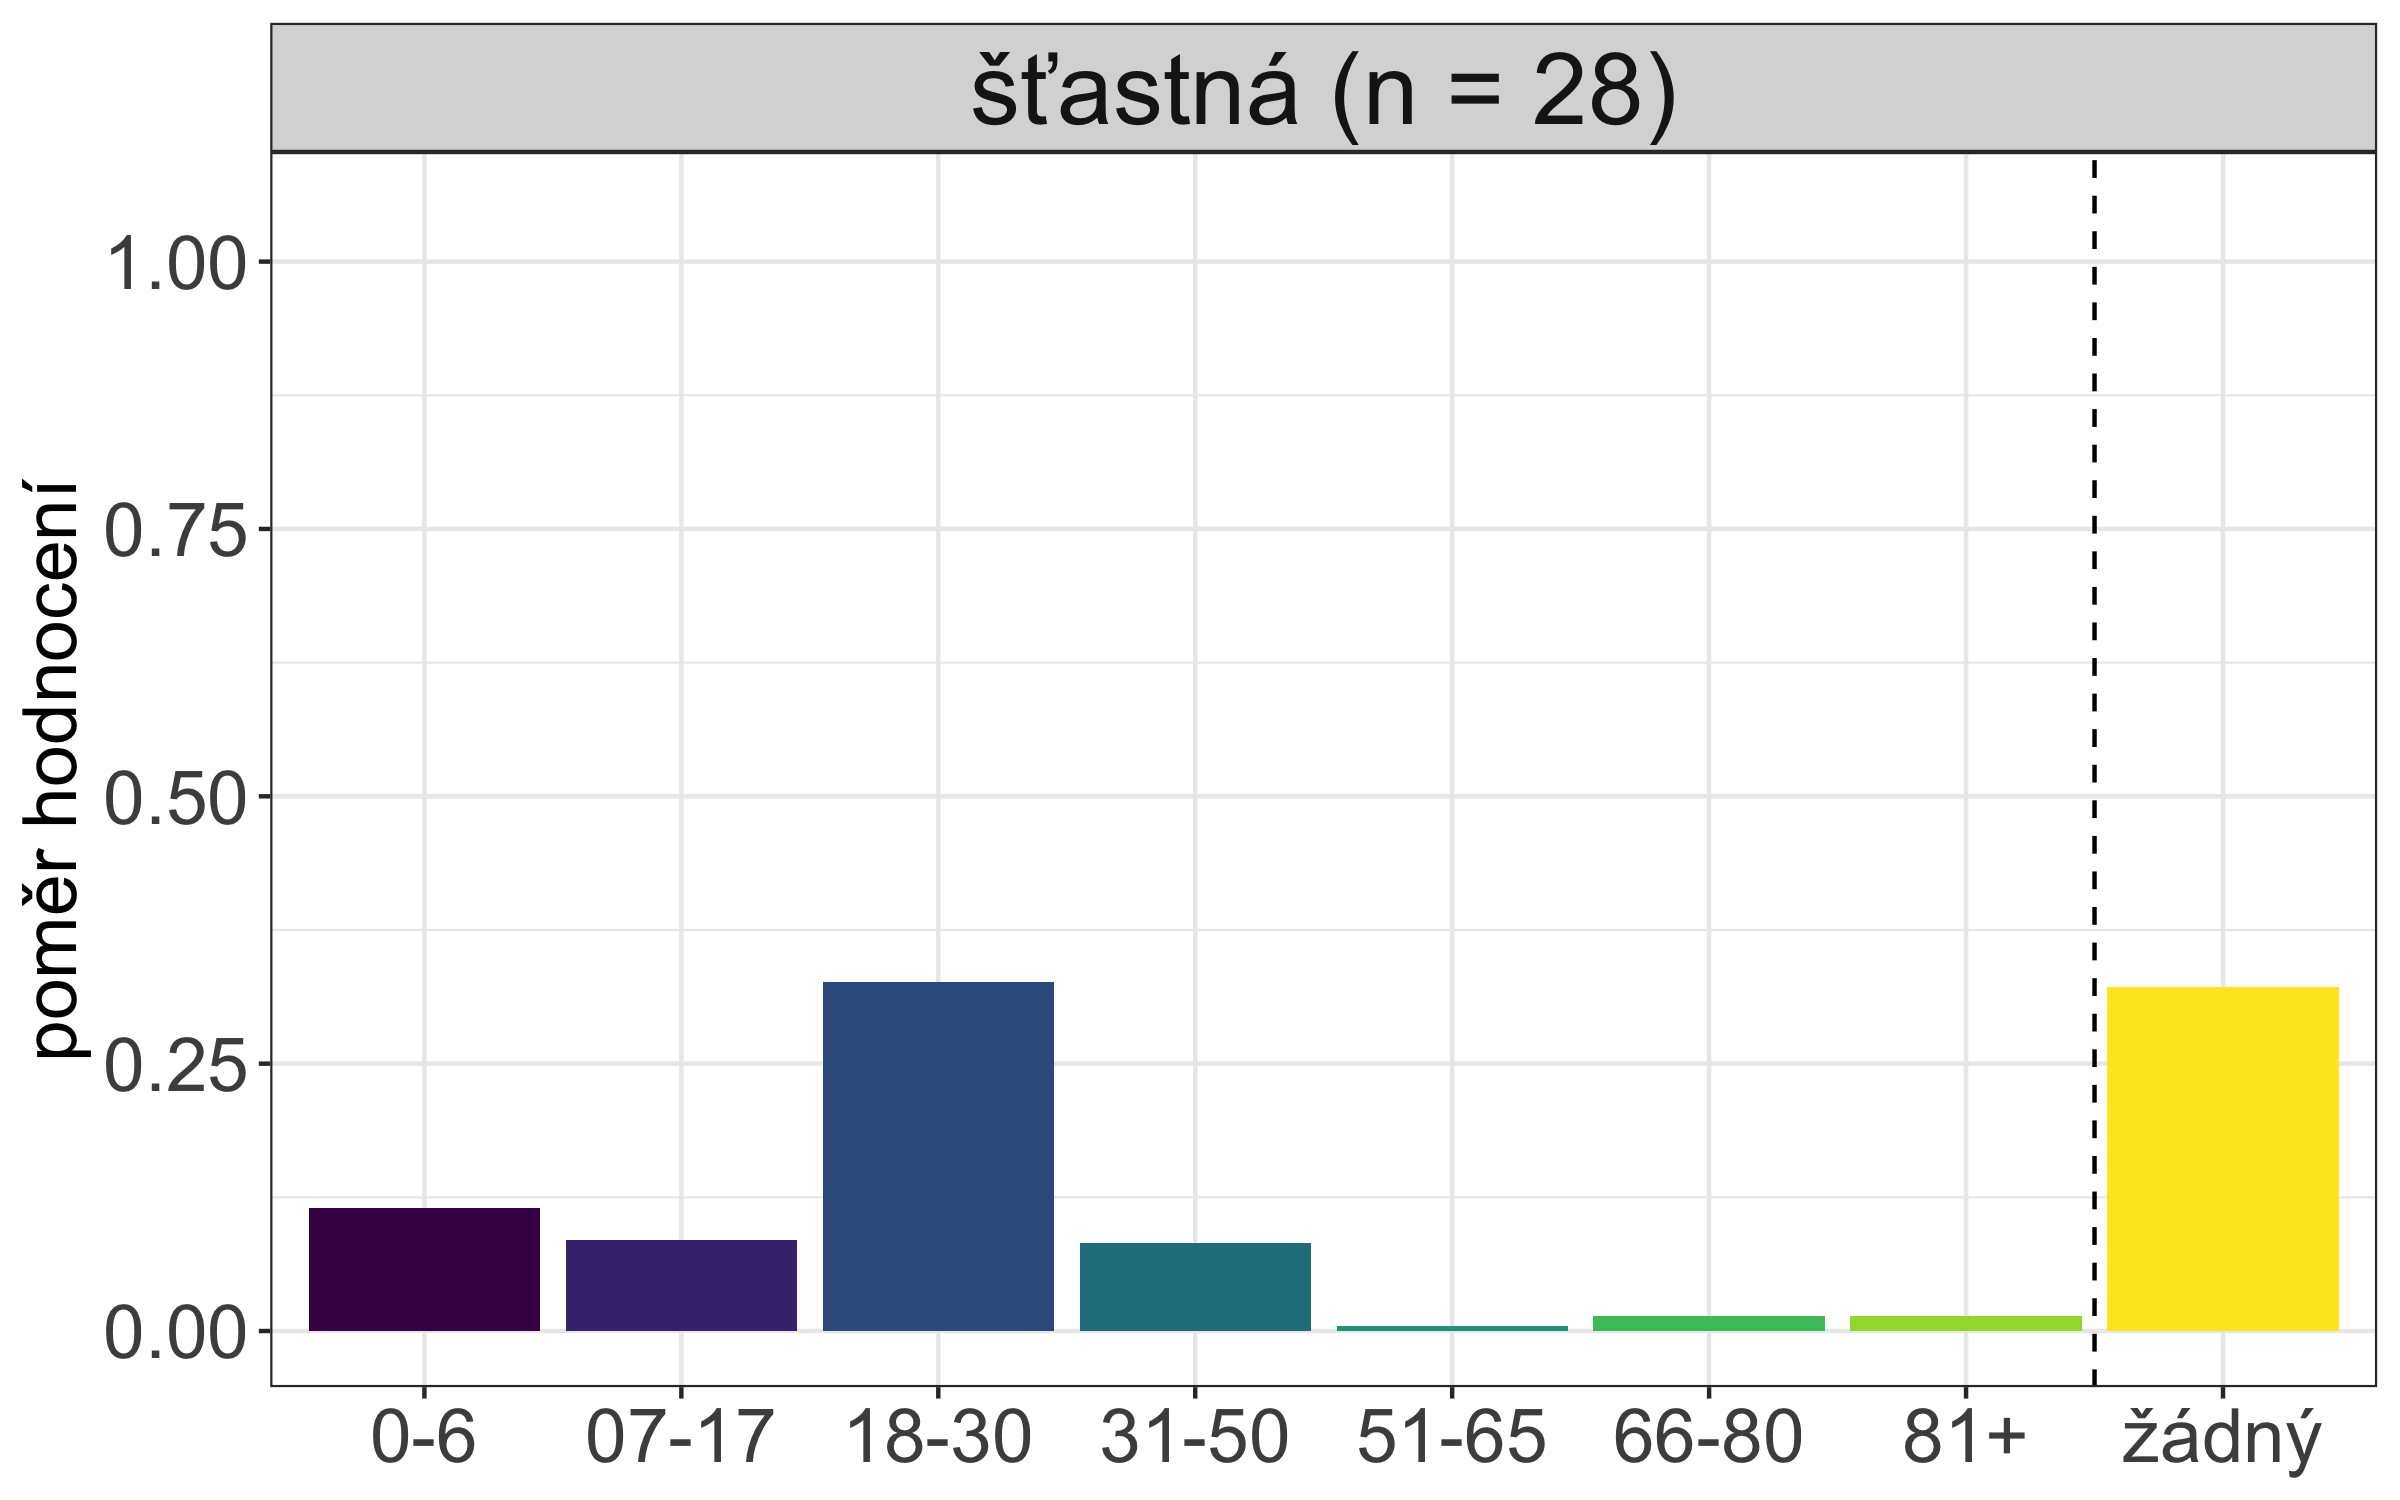 šťastná (n = 28)
poměr hodnocení
1.00
0.75
0.50
0.25
0.00
0-6 07-17 18-30 31-50 51-65 66-80 81+ žádný